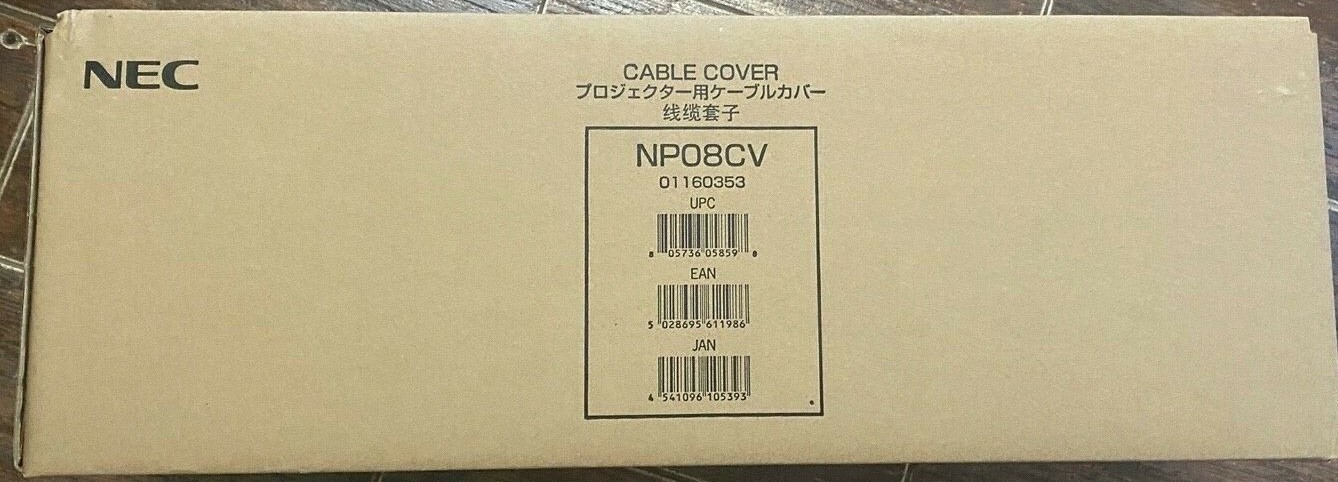 NEC
CABLE COVER
プロジェクター用ケーブルカバー
线缆套子
NP08CV
01160353
UPC
8 05736 05859 0
EAN
5 028695 611986
JAN
4 541096 105393